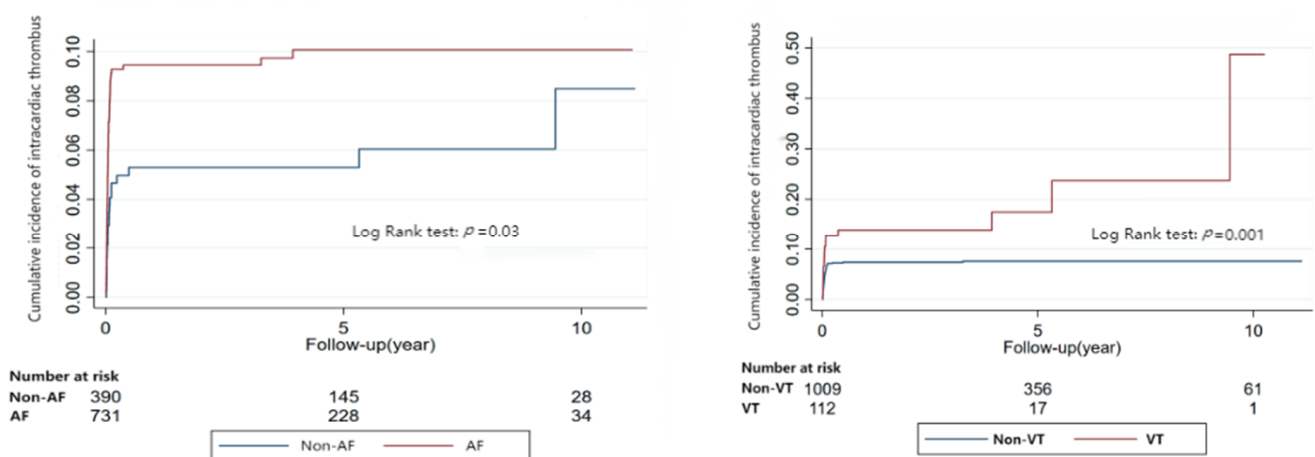 Cumulative incidence of intracardiac thrombus
0.10
0.08
0.06
0.04
0.02
0.00
Log Rank test: p=0.03
0 5 10
Follow-up(year)
Number at risk
Non-AF 390 145 28
AF 731 228 34
Non-AF AF
Cumulative incidence of intracardiac thrombus
0.50
0.40
0.30
0.20
0.10
0.00
Log Rank test: p=0.001
0 5 10
Follow-up(year)
Number at risk
Non-VT 1009 356 61
VT 112 17 1
Non-VT VT